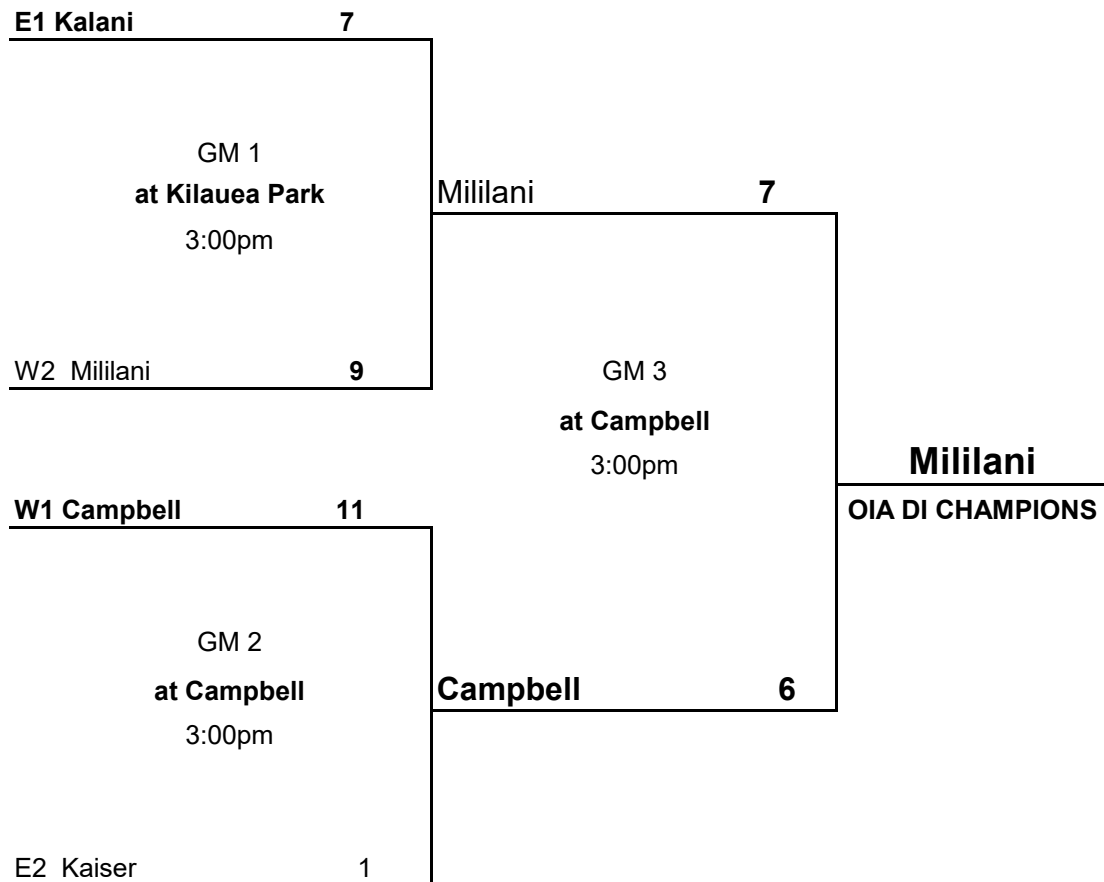 E1 Kalani 7
GM 1
at Kilauea Park
3:00pm
Mililani 7
W2 Mililani 9
GM 3
at Campbell
3:00pm
Mililani
OIA DI CHAMPIONS
W1 Campbell 11
GM 2
at Campbell
3:00pm
Campbell 6
E2 Kaiser 1